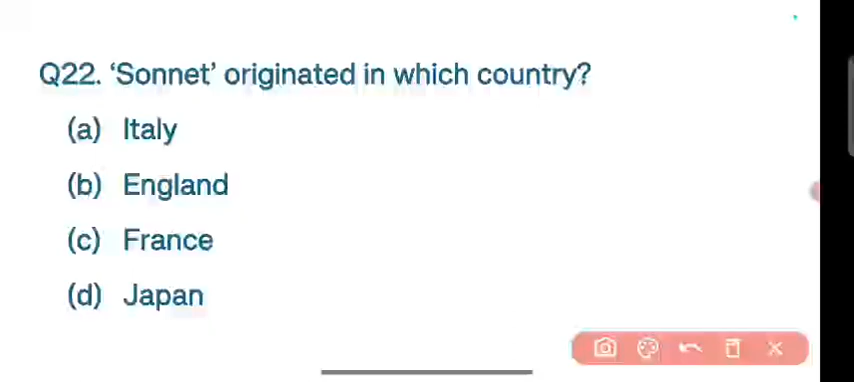 Q22. ‘Sonnet’ originated in which country?
(a) Italy
(b) England
(c) France
(d) Japan